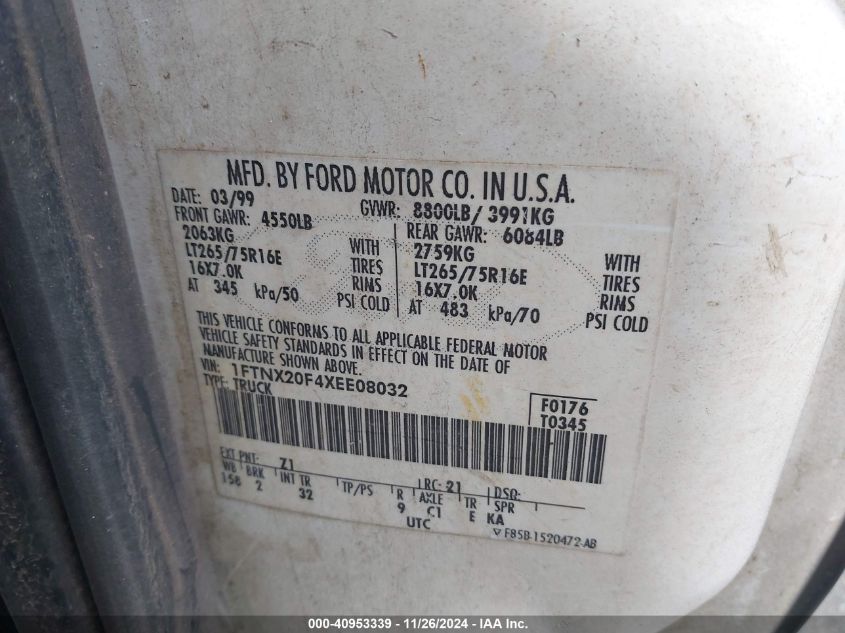 MFD. BY FORD MOTOR CO. IN U.S.A.
DATE: 03/99 GVWR: 8800LB/ 3991KG
FRONT GAWR: 4550LB REAR GAWR: 6084LB
2063KG WITH 2759KG WITH
LT265/75R16E TIRES LT265/75R16E TIRES
16X7.0K RIMS 16X7.0K RIMS
AT 345 kPa/50 PSI COLD AT 483 kPa/70 PSI COLD
THIS VEHICLE CONFORMS TO ALL APPLICABLE FEDERAL MOTOR
VEHICLE SAFETY STANDARDS IN EFFECT ON THE DATE OF
MANUFACTURE SHOWN ABOVE.
VIN: 1FTNX20F4XEE08032
TYPE: TRUCK
F0176
T0345
EXT PNT: Z1 RC: 21 DSO:
WB BRK INT TR TP/PS R AXLE TR SPR
158 2 32 9 C1 E KA
UTC
F85B-1520472-AB
000-40953339 - 11/26/2024 - IAA Inc.